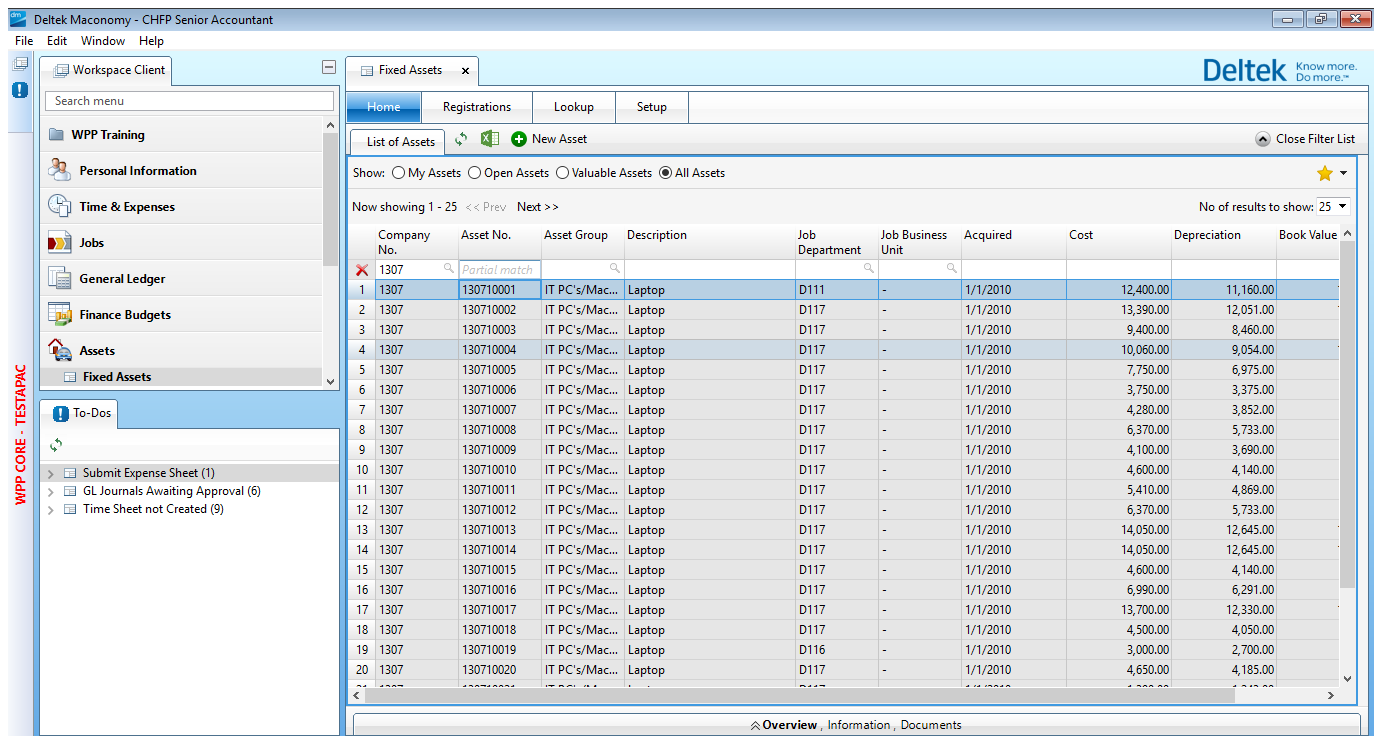 Deltek Maconomy - CHFP Senior Accountant
File Edit Window Help
Workspace Client
Search menu
WPP Training
Personal Information
Time & Expenses
Jobs
General Ledger
Finance Budgets
Assets
Fixed Assets
To-Dos
Submit Expense Sheet (1)
GL Journals Awaiting Approval (6)
Time Sheet not Created (9)
WPP CORE - TESTAPAC
Fixed Assets x
Deltek Know more.
Do more.™
Home Registrations Lookup Setup
List of Assets New Asset Close Filter List
Show: My Assets Open Assets Valuable Assets All Assets
Now showing 1 - 25 << Prev Next >> No of results to show: 25
Company No. Asset No. Asset Group Description Job Department Job Business Unit Acquired Cost Depreciation Book Value
1307 Partial match
1 1307 130710001 IT PC's/Mac... Laptop D111 - 1/1/2010 12,400.00 11,160.00
2 1307 130710002 IT PC's/Mac... Laptop D117 - 1/1/2010 13,390.00 12,051.00
3 1307 130710003 IT PC's/Mac... Laptop D117 - 1/1/2010 9,400.00 8,460.00
4 1307 130710004 IT PC's/Mac... Laptop D117 - 1/1/2010 10,060.00 9,054.00
5 1307 130710005 IT PC's/Mac... Laptop D117 - 1/1/2010 7,750.00 6,975.00
6 1307 130710006 IT PC's/Mac... Laptop D117 - 1/1/2010 3,750.00 3,375.00
7 1307 130710007 IT PC's/Mac... Laptop D117 - 1/1/2010 4,280.00 3,852.00
8 1307 130710008 IT PC's/Mac... Laptop D117 - 1/1/2010 6,370.00 5,733.00
9 1307 130710009 IT PC's/Mac... Laptop D117 - 1/1/2010 4,100.00 3,690.00
10 1307 130710010 IT PC's/Mac... Laptop D117 - 1/1/2010 4,600.00 4,140.00
11 1307 130710011 IT PC's/Mac... Laptop D117 - 1/1/2010 5,410.00 4,869.00
12 1307 130710012 IT PC's/Mac... Laptop D117 - 1/1/2010 6,370.00 5,733.00
13 1307 130710013 IT PC's/Mac... Laptop D117 - 1/1/2010 14,050.00 12,645.00
14 1307 130710014 IT PC's/Mac... Laptop D117 - 1/1/2010 14,050.00 12,645.00
15 1307 130710015 IT PC's/Mac... Laptop D117 - 1/1/2010 4,600.00 4,140.00
16 1307 130710016 IT PC's/Mac... Laptop D117 - 1/1/2010 6,990.00 6,291.00
17 1307 130710017 IT PC's/Mac... Laptop D117 - 1/1/2010 13,700.00 12,330.00
18 1307 130710018 IT PC's/Mac... Laptop D117 - 1/1/2010 4,500.00 4,050.00
19 1307 130710019 IT PC's/Mac... Laptop D116 - 1/1/2010 3,000.00 2,700.00
20 1307 130710020 IT PC's/Mac... Laptop D117 - 1/1/2010 4,650.00 4,185.00
Overview , Information , Documents